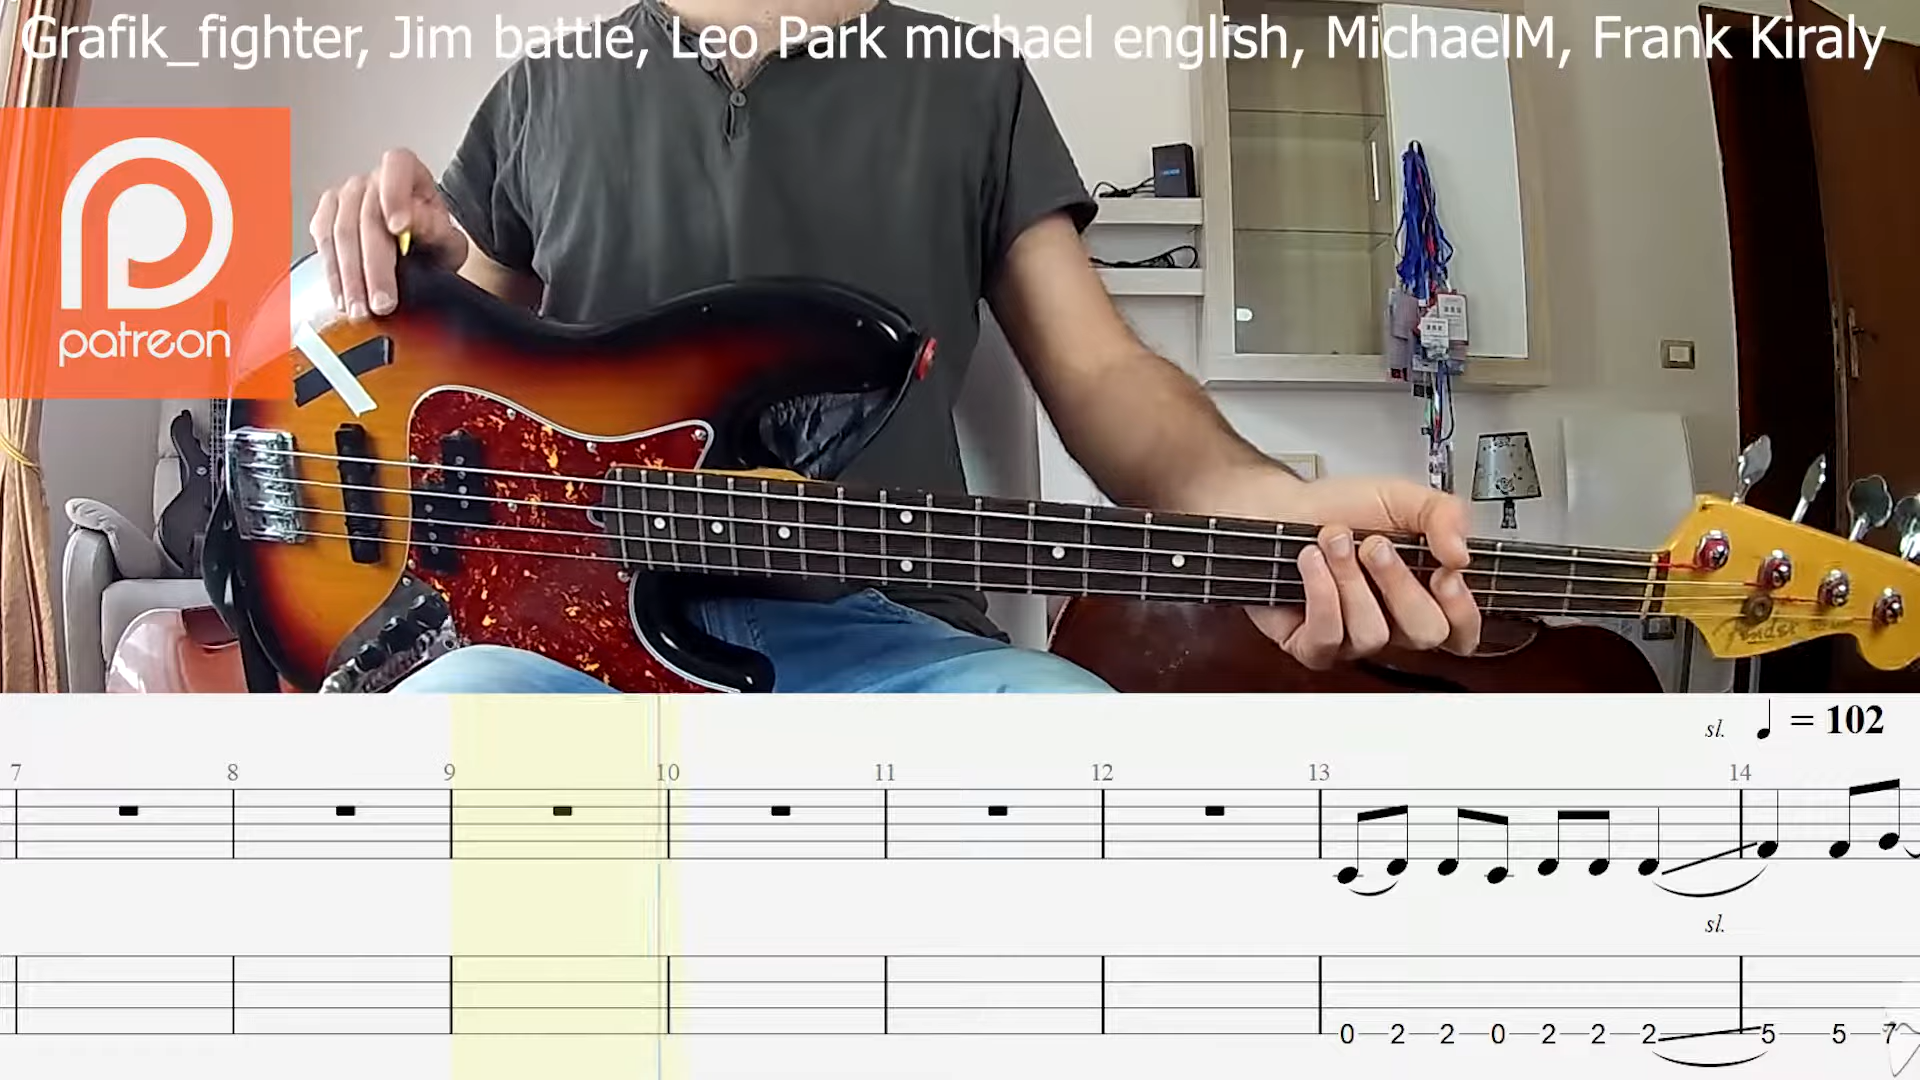 Grafik_fighter, Jim battle, Leo Park michael english, MichaelM, Frank Kiraly
patreon
Fender
sl. ♩ = 102
7 8 9 10 11 12 13 14
sl.
0 2 2 0 2 2 2 5 5 7